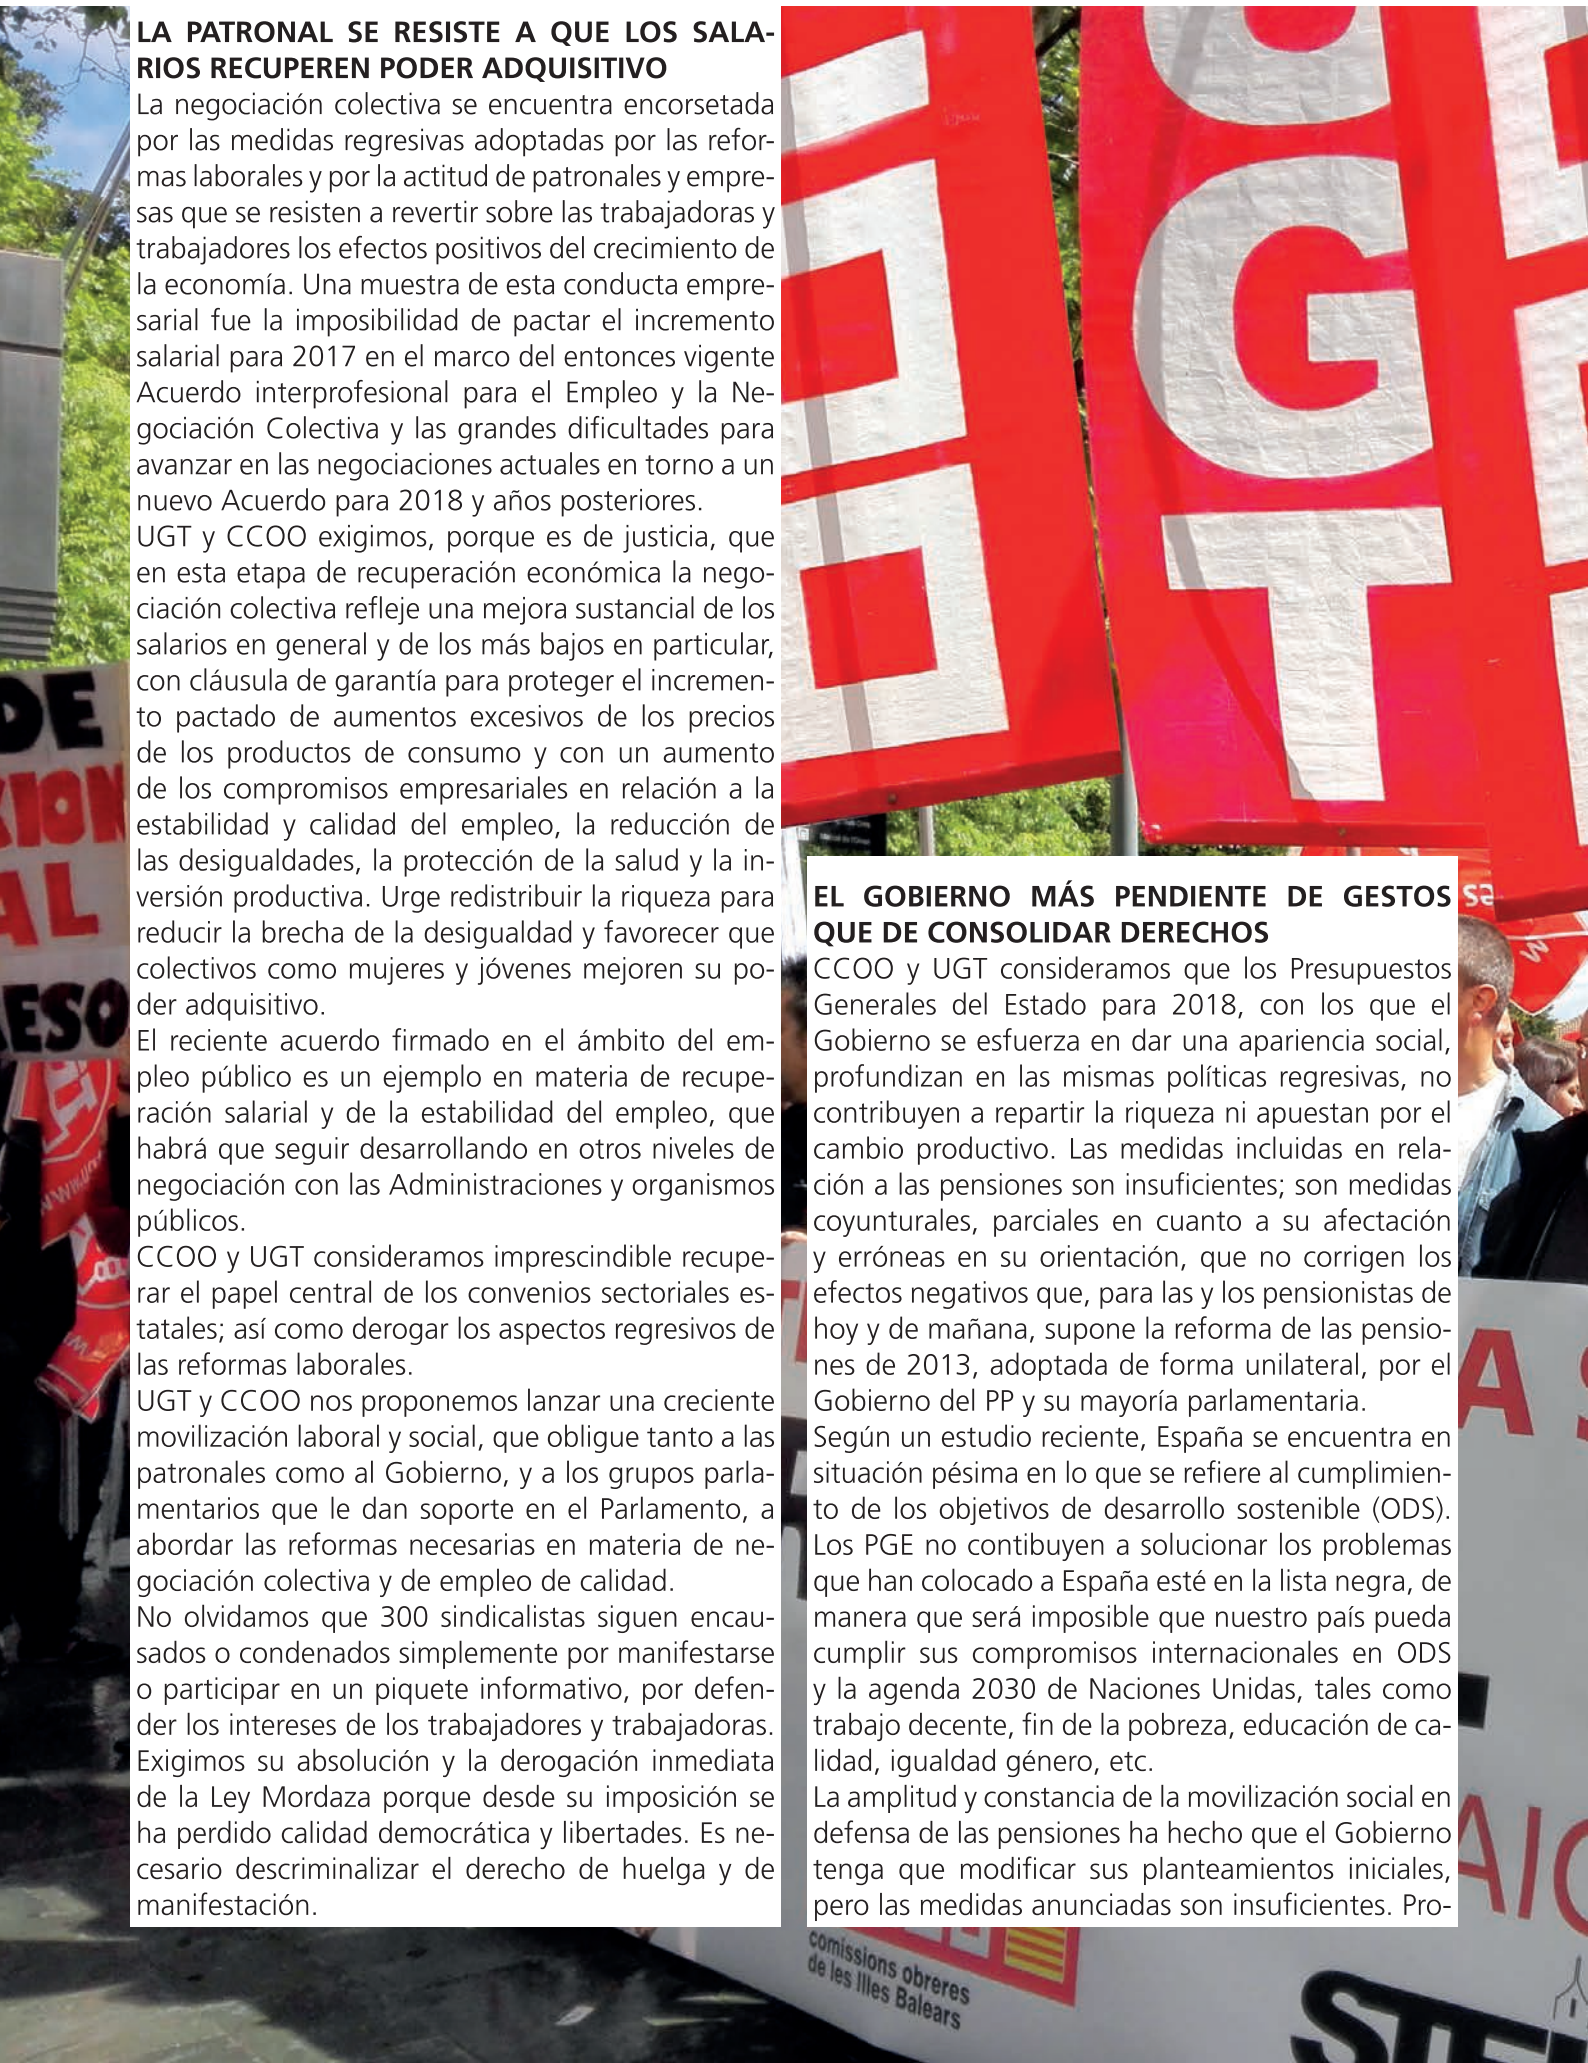 LA PATRONAL SE RESISTE A QUE LOS SALA-
RIOS RECUPEREN PODER ADQUISITIVO
La negociación colectiva se encuentra encorsetada
por las medidas regresivas adoptadas por las refor-
mas laborales y por la actitud de patronales y empre-
sas que se resisten a revertir sobre las trabajadoras y
trabajadores los efectos positivos del crecimiento de
la economía. Una muestra de esta conducta empre-
sarial fue la imposibilidad de pactar el incremento
salarial para 2017 en el marco del entonces vigente
Acuerdo interprofesional para el Empleo y la Ne-
gociación Colectiva y las grandes dificultades para
avanzar en las negociaciones actuales en torno a un
nuevo Acuerdo para 2018 y años posteriores.
UGT y CCOO exigimos, porque es de justicia, que
en esta etapa de recuperación económica la nego-
ciación colectiva refleje una mejora sustancial de los
salarios en general y de los más bajos en particular,
con cláusula de garantía para proteger el incremen-
to pactado de aumentos excesivos de los precios
de los productos de consumo y con un aumento
de los compromisos empresariales en relación a la
estabilidad y calidad del empleo, la reducción de
las desigualdades, la protección de la salud y la in-
versión productiva. Urge redistribuir la riqueza para
reducir la brecha de la desigualdad y favorecer que
colectivos como mujeres y jóvenes mejoren su po-
der adquisitivo.
El reciente acuerdo firmado en el ámbito del em-
pleo público es un ejemplo en materia de recupe-
ración salarial y de la estabilidad del empleo, que
habrá que seguir desarrollando en otros niveles de
negociación con las Administraciones y organismos
públicos.
CCOO y UGT consideramos imprescindible recupe-
rar el papel central de los convenios sectoriales es-
tatales; así como derogar los aspectos regresivos de
las reformas laborales.
UGT y CCOO nos proponemos lanzar una creciente
movilización laboral y social, que obligue tanto a las
patronales como al Gobierno, y a los grupos parla-
mentarios que le dan soporte en el Parlamento, a
abordar las reformas necesarias en materia de ne-
gociación colectiva y de empleo de calidad.
No olvidamos que 300 sindicalistas siguen encau-
sados o condenados simplemente por manifestarse
o participar en un piquete informativo, por defen-
der los intereses de los trabajadores y trabajadoras.
Exigimos su absolución y la derogación inmediata
de la Ley Mordaza porque desde su imposición se
ha perdido calidad democrática y libertades. Es ne-
cesario descriminalizar el derecho de huelga y de
manifestación.
EL GOBIERNO MÁS PENDIENTE DE GESTOS
QUE DE CONSOLIDAR DERECHOS
CCOO y UGT consideramos que los Presupuestos
Generales del Estado para 2018, con los que el
Gobierno se esfuerza en dar una apariencia social,
profundizan en las mismas políticas regresivas, no
contribuyen a repartir la riqueza ni apuestan por el
cambio productivo. Las medidas incluidas en rela-
ción a las pensiones son insuficientes; son medidas
coyunturales, parciales en cuanto a su afectación
y erróneas en su orientación, que no corrigen los
efectos negativos que, para las y los pensionistas de
hoy y de mañana, supone la reforma de las pensio-
nes de 2013, adoptada de forma unilateral, por el
Gobierno del PP y su mayoría parlamentaria.
Según un estudio reciente, España se encuentra en
situación pésima en lo que se refiere al cumplimien-
to de los objetivos de desarrollo sostenible (ODS).
Los PGE no contibuyen a solucionar los problemas
que han colocado a España esté en la lista negra, de
manera que será imposible que nuestro país pueda
cumplir sus compromisos internacionales en ODS
y la agenda 2030 de Naciones Unidas, tales como
trabajo decente, fin de la pobreza, educación de ca-
lidad, igualdad género, etc.
La amplitud y constancia de la movilización social en
defensa de las pensiones ha hecho que el Gobierno
tenga que modificar sus planteamientos iniciales,
pero las medidas anunciadas son insuficientes. Pro-
GT
DE
CION
AL
AL
ESO
comissions obreres
de les Illes Balears